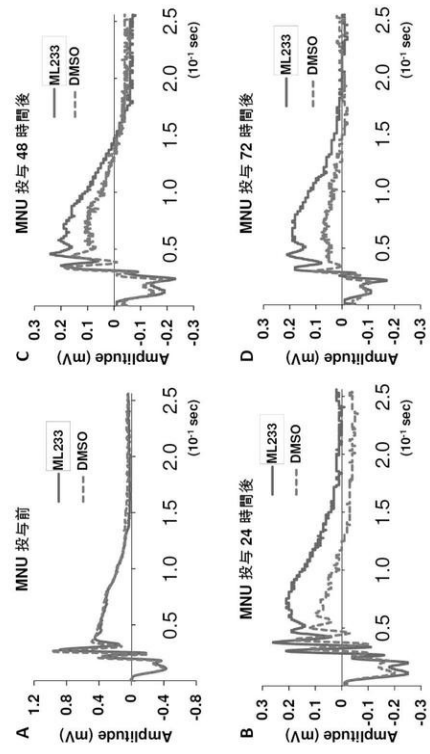 A
MNU 投与前
ML233
DMSO
Amplitude (mV)
1.2
0.8
0.4
0
-0.4
-0.8
0.5 1.0 1.5 2.0 2.5
(10⁻¹ sec)
C
MNU 投与 48 時間後
ML233
DMSO
Amplitude (mV)
0.3
0.2
0.1
0
-0.1
-0.2
-0.3
0.5 1.0 1.5 2.0 2.5
(10⁻¹ sec)
B
MNU 投与 24 時間後
ML233
DMSO
Amplitude (mV)
0.3
0.2
0.1
0
-0.1
-0.2
-0.3
0.5 1.0 1.5 2.0 2.5
(10⁻¹ sec)
D
MNU 投与 72 時間後
ML233
DMSO
Amplitude (mV)
0.3
0.2
0.1
0
-0.1
-0.2
-0.3
0.5 1.0 1.5 2.0 2.5
(10⁻¹ sec)